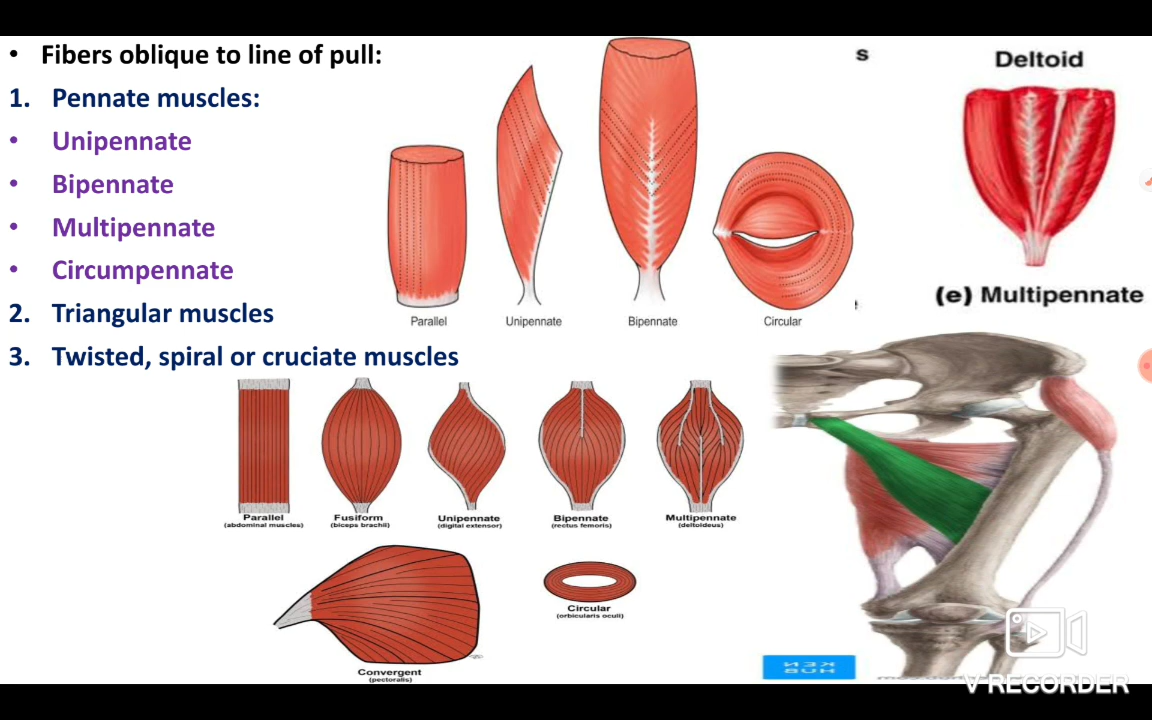 • Fibers oblique to line of pull:
1. Pennate muscles:
• Unipennate
• Bipennate
• Multipennate
• Circumpennate
2. Triangular muscles
3. Twisted, spiral or cruciate muscles
s
Deltoid
(e) Multipennate
Parallel
Unipennate
Bipennate
Circular
Parallel
(abdominal muscles)
Fusiform
(biceps brachii)
Unipennate
(digital extensor)
Bipennate
(rectus femoris)
Multipennate
(deltoideus)
Convergent
(pectoralis)
Circular
(orbicularis oculi)
KEN
HUB
V RECORDER